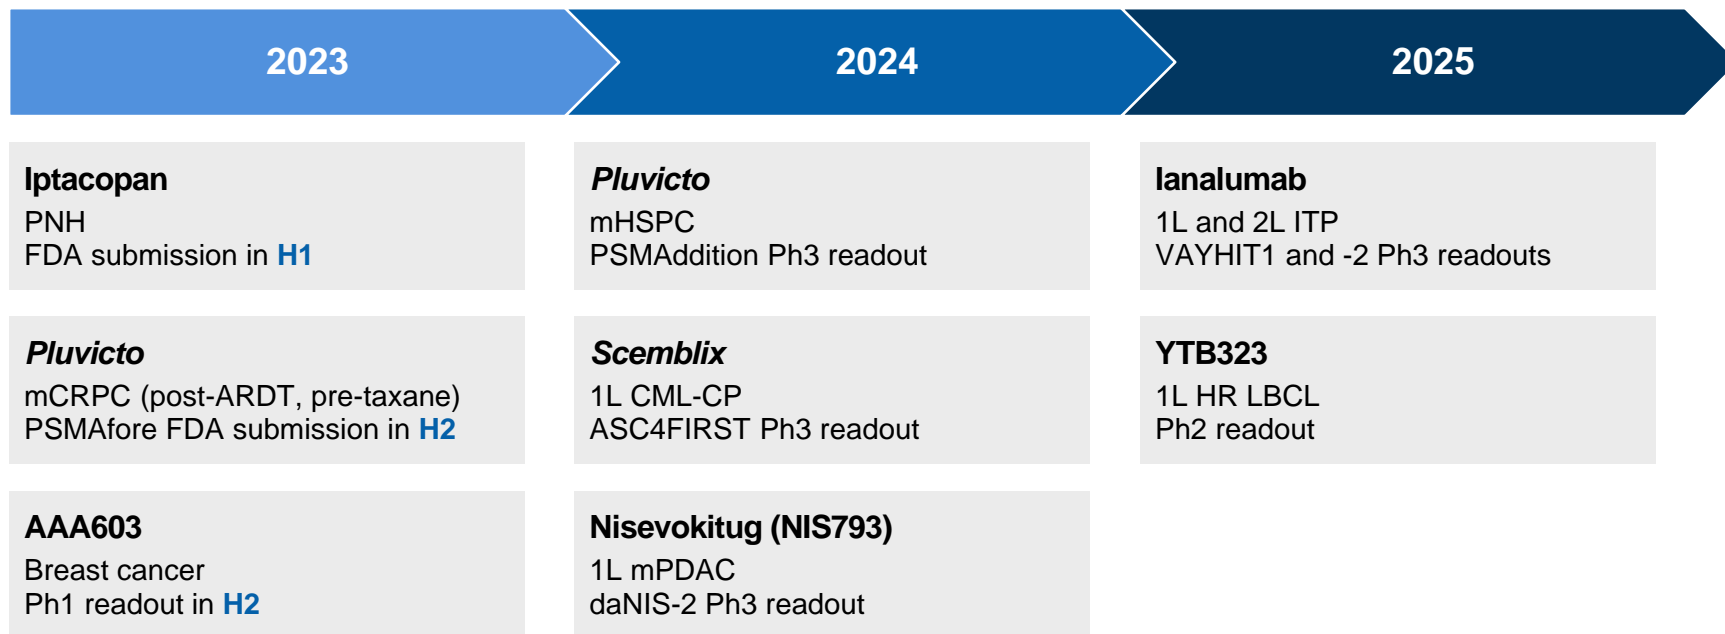 2023
2024
2025
Iptacopan
PNH
FDA submission in H1
Pluvicto
mCRPC (post-ARDT, pre-taxane)
PSMAfore FDA submission in H2
AAA603
Breast cancer
Ph1 readout in H2
Pluvicto
mHSPC
PSMAddition Ph3 readout
Scemblix
1L CML-CP
ASC4FIRST Ph3 readout
Nisevokitug (NIS793)
1L mPDAC
daNIS-2 Ph3 readout
Ianalumab
1L and 2L ITP
VAYHIT1 and -2 Ph3 readouts
YTB323
1L HR LBCL
Ph2 readout